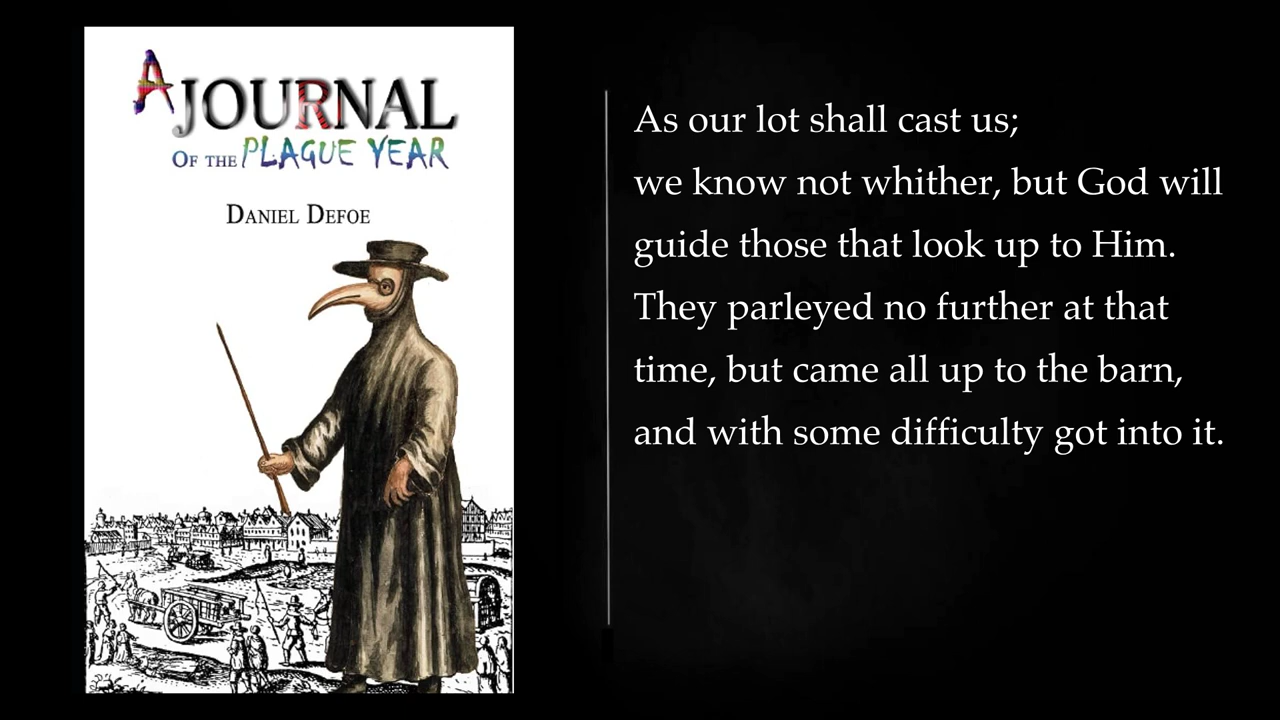 A JOURNAL
OF THE PLAGUE YEAR
DANIEL DEFOE
As our lot shall cast us;
we know not whither, but God will
guide those that look up to Him.
They parleyed no further at that
time, but came all up to the barn,
and with some difficulty got into it.